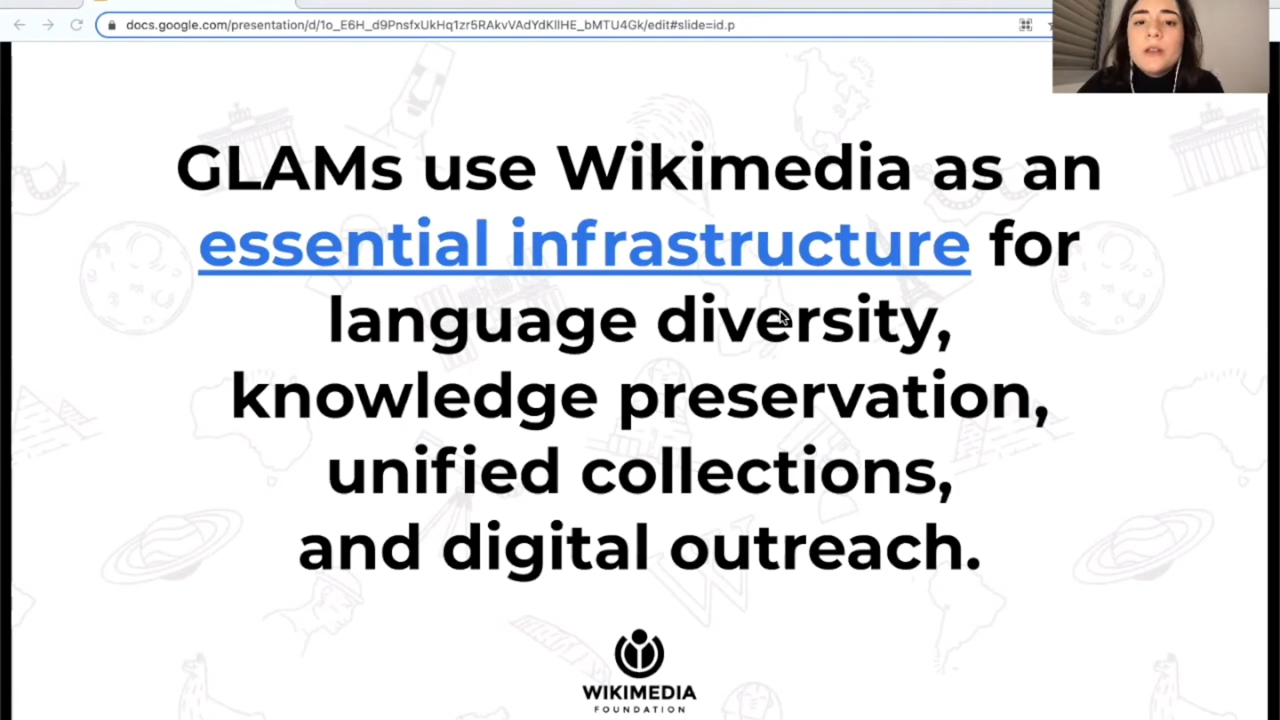 docs.google.com/presentation/d/1o_E6H_d9PnsfxUkHq1zr5RAkvVAdYdKllHE_bMTU4Gk/edit#slide=id.p
GLAMs use Wikimedia as an
essential infrastructure for
language diversity,
knowledge preservation,
unified collections,
and digital outreach.
WIKIMEDIA
FOUNDATION